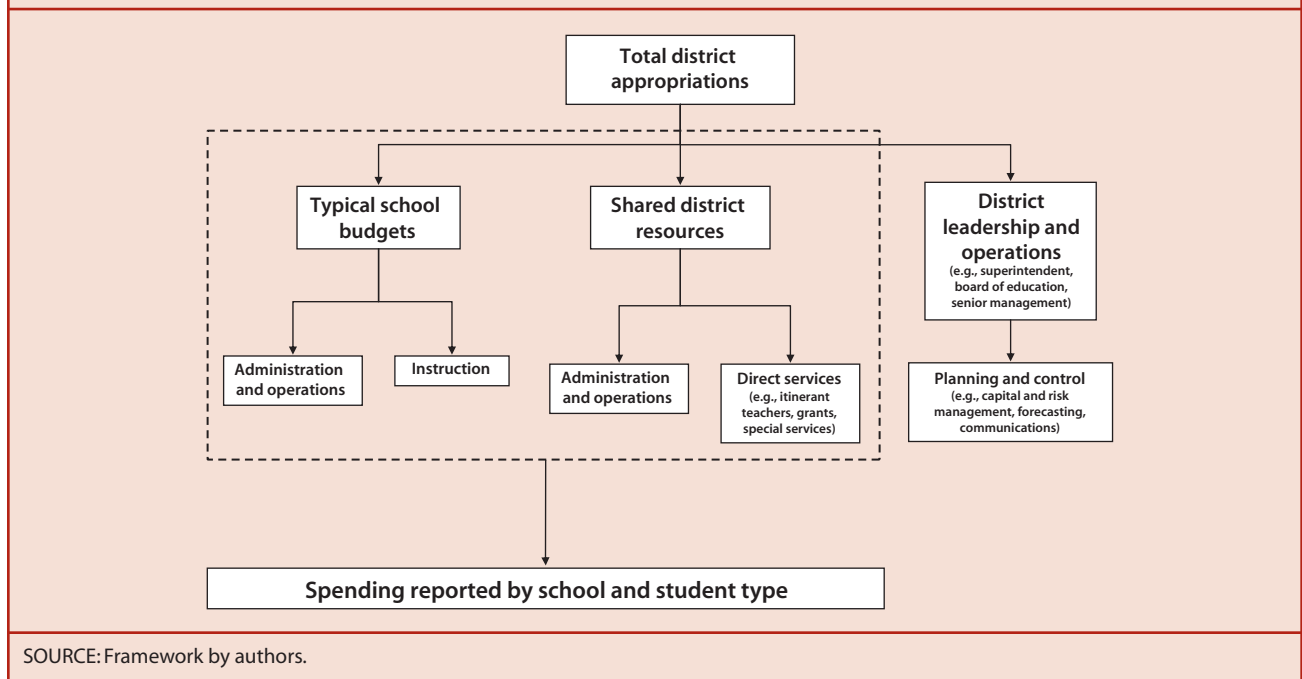 Total district
appropriations
Typical school
budgets
Shared district
resources
District
leadership and
operations
(e.g., superintendent,
board of education,
senior management)
Administration
and operations
Instruction
Administration
and operations
Direct services
(e.g., itinerant
teachers, grants,
special services)
Planning and control
(e.g., capital and risk
management, forecasting,
communications)
Spending reported by school and student type
SOURCE: Framework by authors.